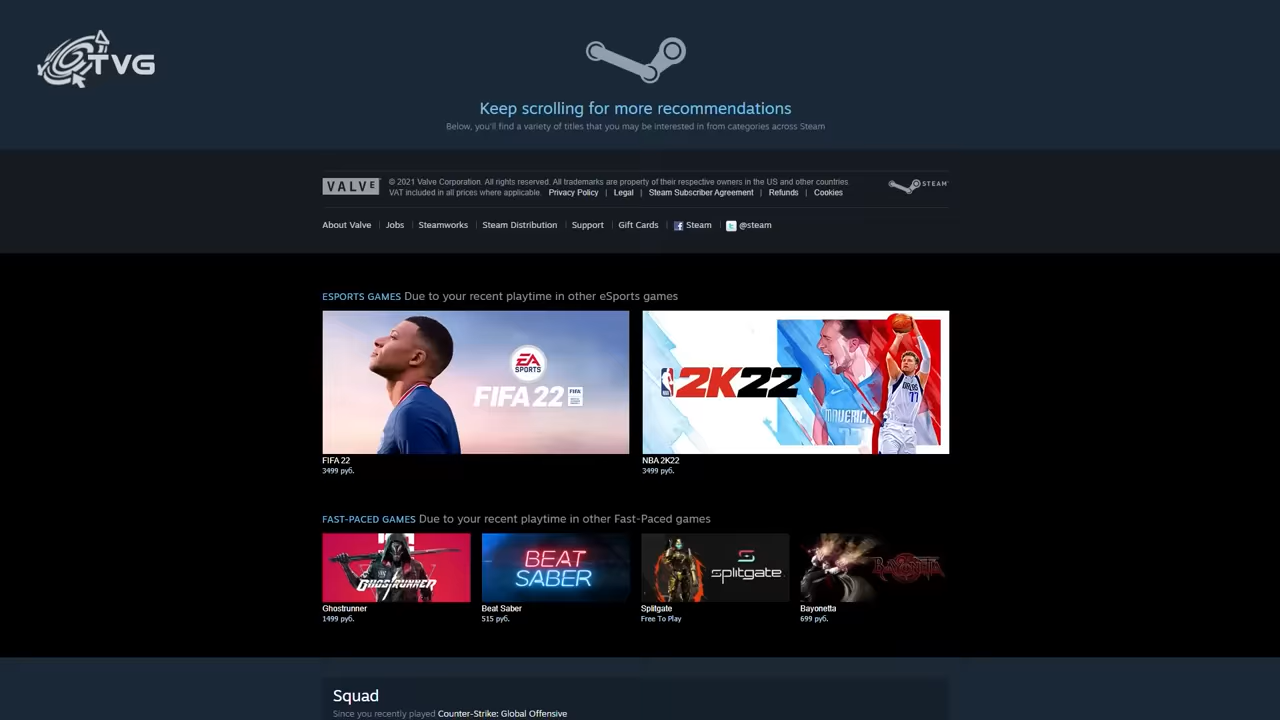 TVG
Keep scrolling for more recommendations
Below, you'll find a variety of titles that you may be interested in from categories across Steam
VALVE
© 2021 Valve Corporation. All rights reserved. All trademarks are property of their respective owners in the US and other countries.
VAT included in all prices where applicable. Privacy Policy | Legal | Steam Subscriber Agreement | Refunds | Cookies
STEAM
About Valve | Jobs | Steamworks | Steam Distribution | Support | Gift Cards | Steam | @steam
ESPORTS GAMES Due to your recent playtime in other eSports games
EA
SPORTS
FIFA 22
FIFA
NBA
2K22
MAVERICK
DALLAS
77
FIFA 22
3499 руб.
NBA 2K22
3499 руб.
FAST-PACED GAMES Due to your recent playtime in other Fast-Paced games
GHOSTRUNNER
BEAT
SABER
splitgate
BAYONETTA
Ghostrunner
1499 руб.
Beat Saber
515 руб.
Splitgate
Free To Play
Bayonetta
699 руб.
Squad
Since you recently played Counter-Strike: Global Offensive